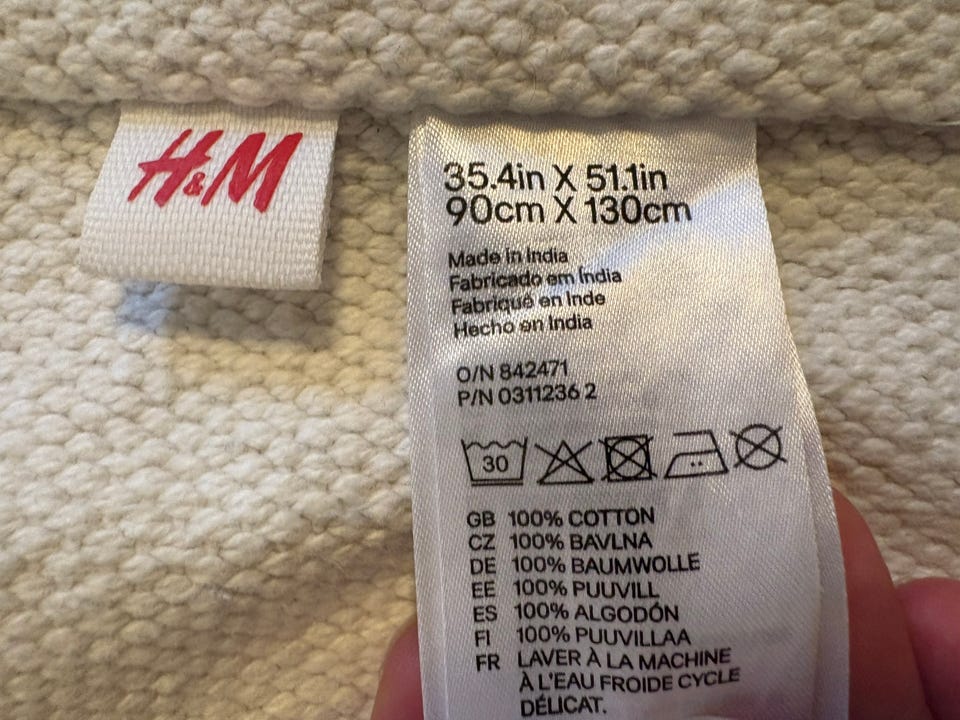 H&M
35.4in X 51.1in
90cm X 130cm
Made in India
Fabricado em Índia
Fabriqué en Inde
Hecho en India
O/N 842471
P/N 0311236 2
30
GB 100% COTTON
CZ 100% BAVLNA
DE 100% BAUMWOLLE
EE 100% PUUVILL
ES 100% ALGODÓN
FI 100% PUUVILLAA
FR LAVER À LA MACHINE
À L'EAU FROIDE CYCLE
DÉLICAT.